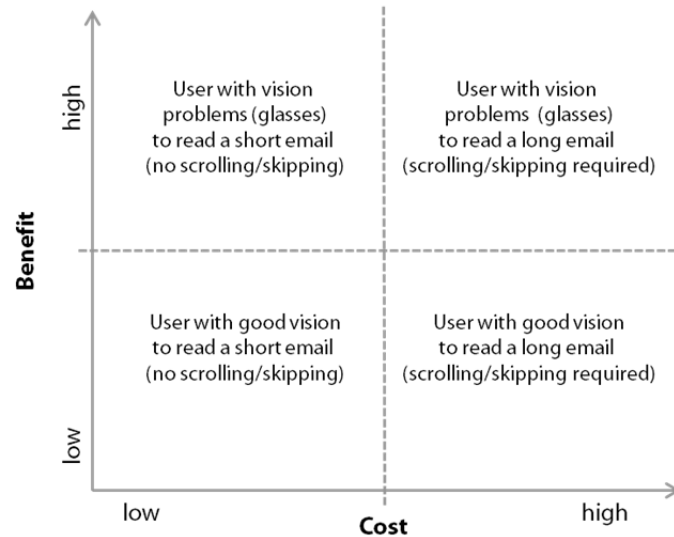 high
User with vision
problems (glasses)
to read a short email
(no scrolling/skipping)
User with vision
problems (glasses)
to read a long email
(scrolling/skipping required)
Benefit
User with good vision
to read a short email
(no scrolling/skipping)
User with good vision
to read a long email
(scrolling/skipping required)
low
low
Cost
high